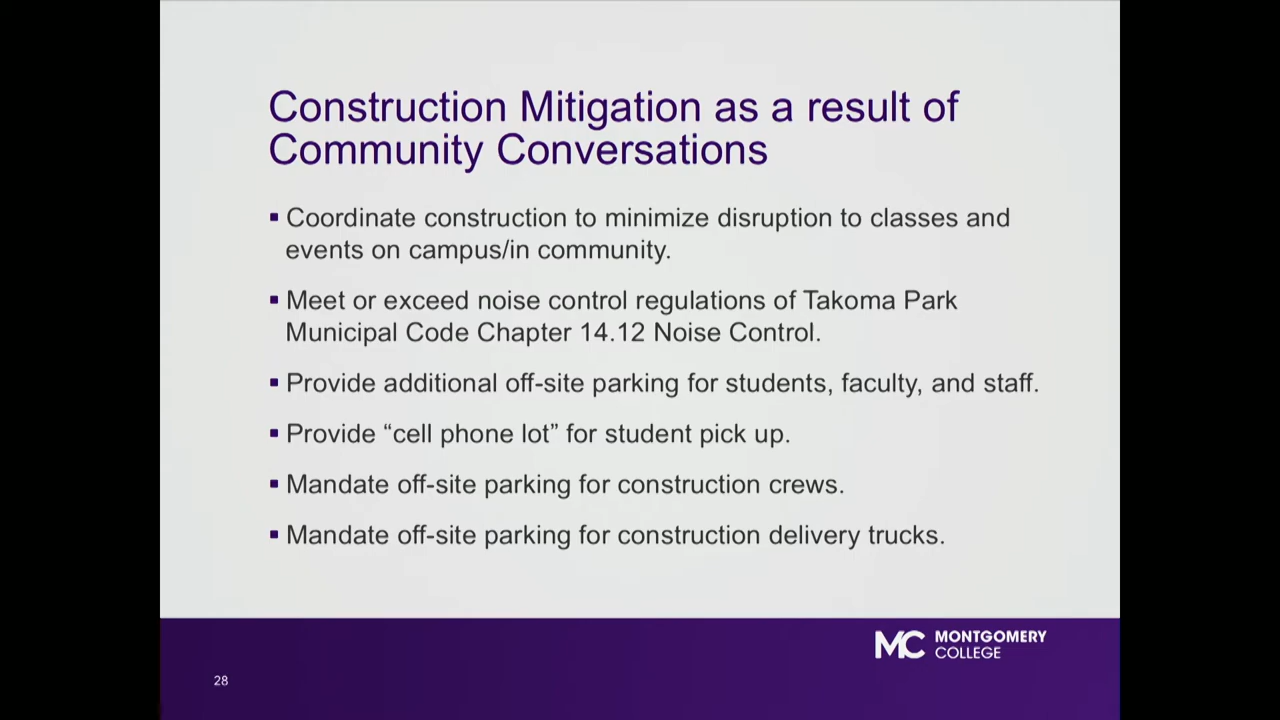 Construction Mitigation as a result of
Community Conversations
▪ Coordinate construction to minimize disruption to classes and
events on campus/in community.
▪ Meet or exceed noise control regulations of Takoma Park
Municipal Code Chapter 14.12 Noise Control.
▪ Provide additional off-site parking for students, faculty, and staff.
▪ Provide “cell phone lot” for student pick up.
▪ Mandate off-site parking for construction crews.
▪ Mandate off-site parking for construction delivery trucks.
MC MONTGOMERY
COLLEGE
28